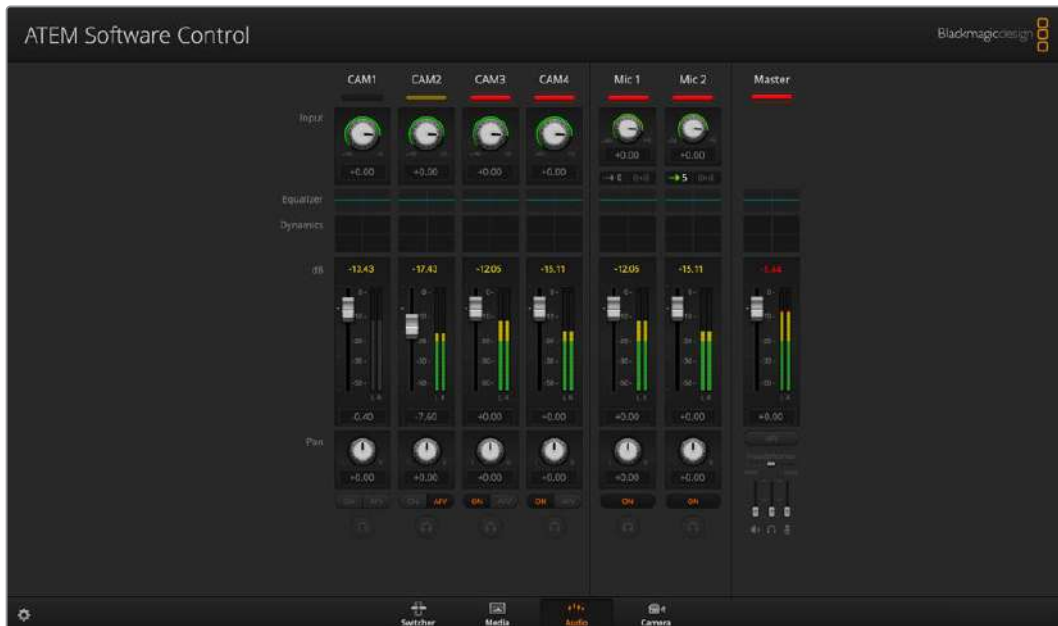 ATEM Software Control
Blackmagicdesign
CAM1 CAM2 CAM3 CAM4 Mic 1 Mic 2 Master
Input
+0.00 +0.00 +0.00 +0.00 +0.00 +0.00
5
Equalizer
Dynamics
dB -17.43 -12.05 -15.11 -12.05 -15.11
L R L R L R L R L R L R L R
-0.40 -7.60 +0.00 +0.00 +0.00 +0.00 +0.00
Pan
+0.00 +0.00 +0.00 +0.00 +0.00 +0.00
ON AFV ON AFV ON AFV ON AFV ON ON
Switcher Media Audio Camera